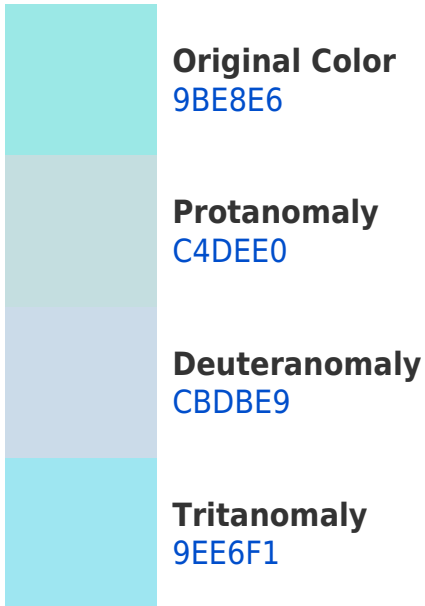 Original Color
9BE8E6
Protanomaly
C4DEE0
Deuteranomaly
CBDBE9
Tritanomaly
9EE6F1